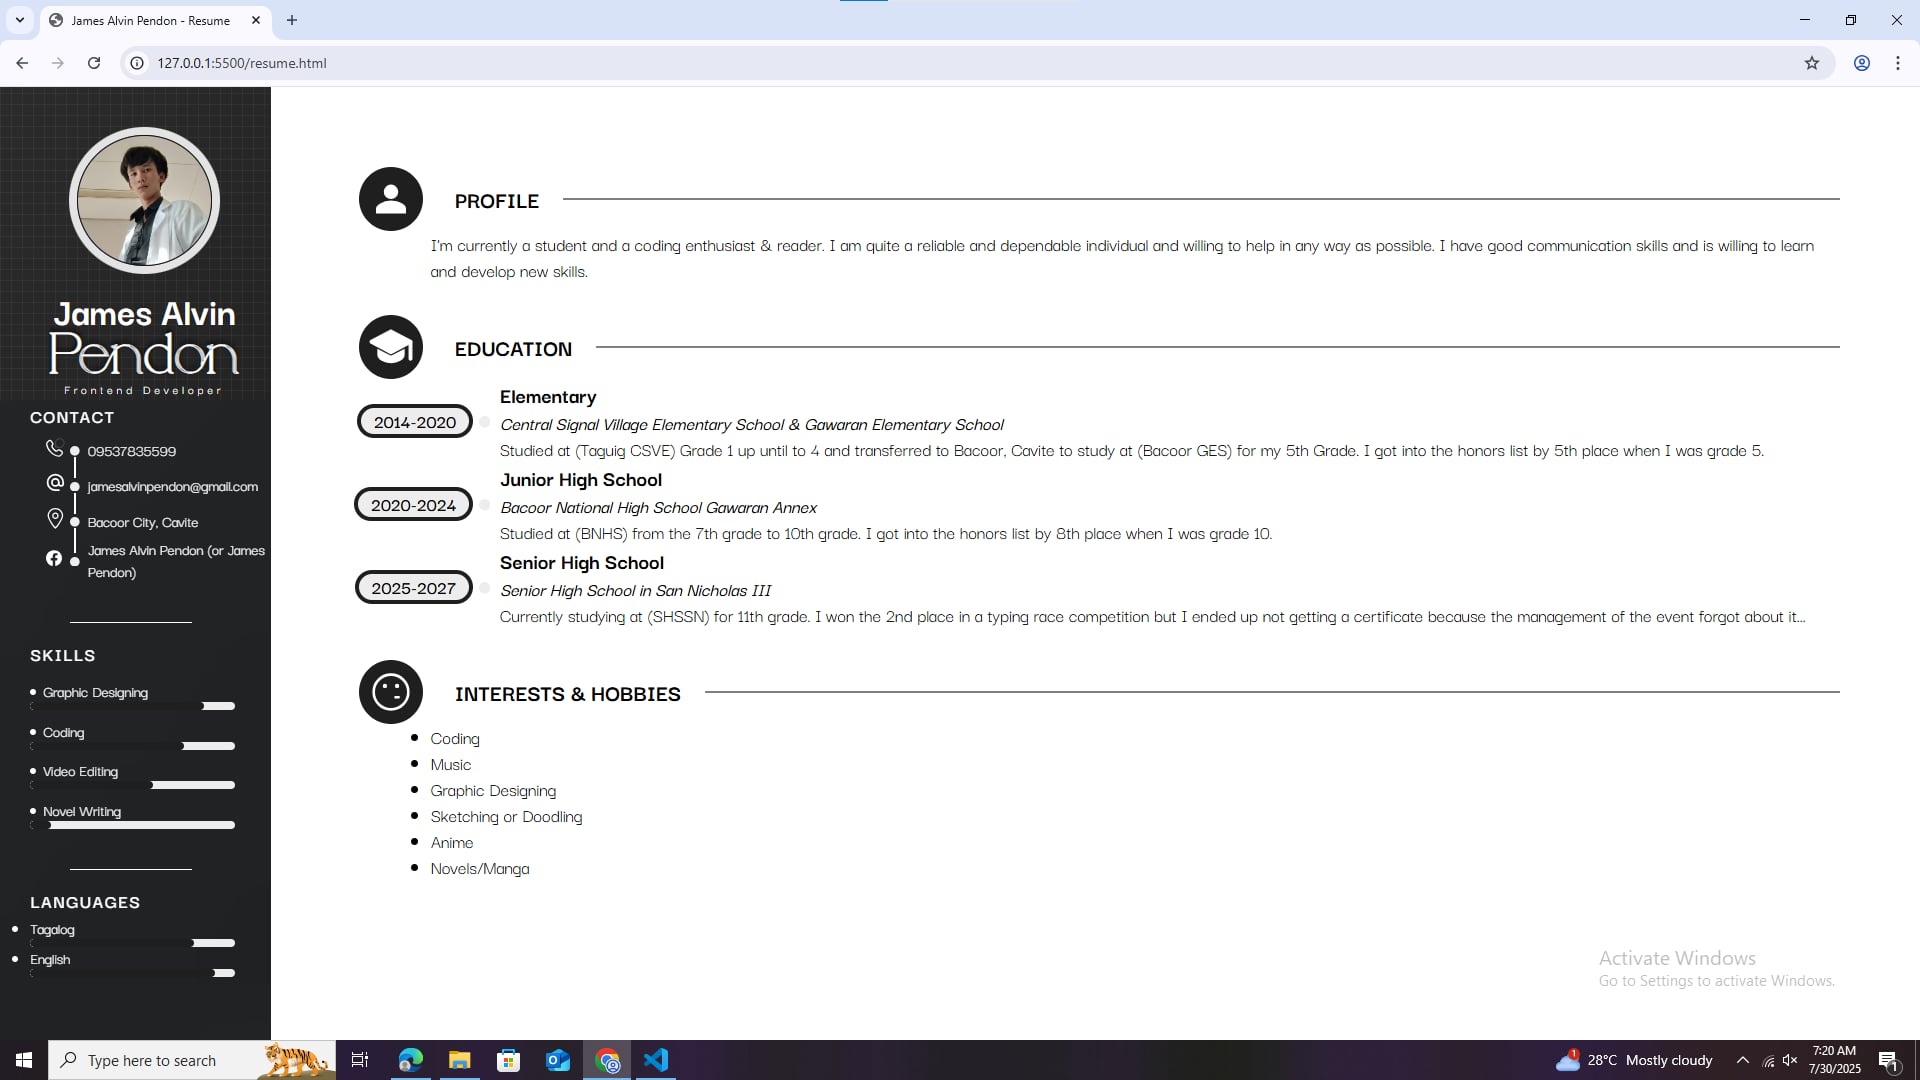 James Alvin Pendon - Resume
127.0.0.1:5500/resume.html
James Alvin
Pendon
Frontend Developer
CONTACT
09537835599
jamesalvinpendon@gmail.com
Bacoor City, Cavite
James Alvin Pendon (or James
Pendon)
SKILLS
Graphic Designing
Coding
Video Editing
Novel Writing
LANGUAGES
Tagalog
English
PROFILE
I'm currently a student and a coding enthusiast & reader. I am quite a reliable and dependable individual and willing to help in any way as possible. I have good communication skills and is willing to learn
and develop new skills.
EDUCATION
Elementary
2014-2020
Central Signal Village Elementary School & Gawaran Elementary School
Studied at (Taguig CSVE) Grade 1 up until to 4 and transferred to Bacoor, Cavite to study at (Bacoor GES) for my 5th Grade. I got into the honors list by 5th place when I was grade 5.
Junior High School
2020-2024
Bacoor National High School Gawaran Annex
Studied at (BNHS) from the 7th grade to 10th grade. I got into the honors list by 8th place when I was grade 10.
Senior High School
2025-2027
Senior High School in San Nicholas III
Currently studying at (SHSSN) for 11th grade. I won the 2nd place in a typing race competition but I ended up not getting a certificate because the management of the event forgot about it...
INTERESTS & HOBBIES
Coding
Music
Graphic Designing
Sketching or Doodling
Anime
Novels/Manga
Activate Windows
Go to Settings to activate Windows.
Type here to search
1
28°C Mostly cloudy
7:20 AM
7/30/2025
1